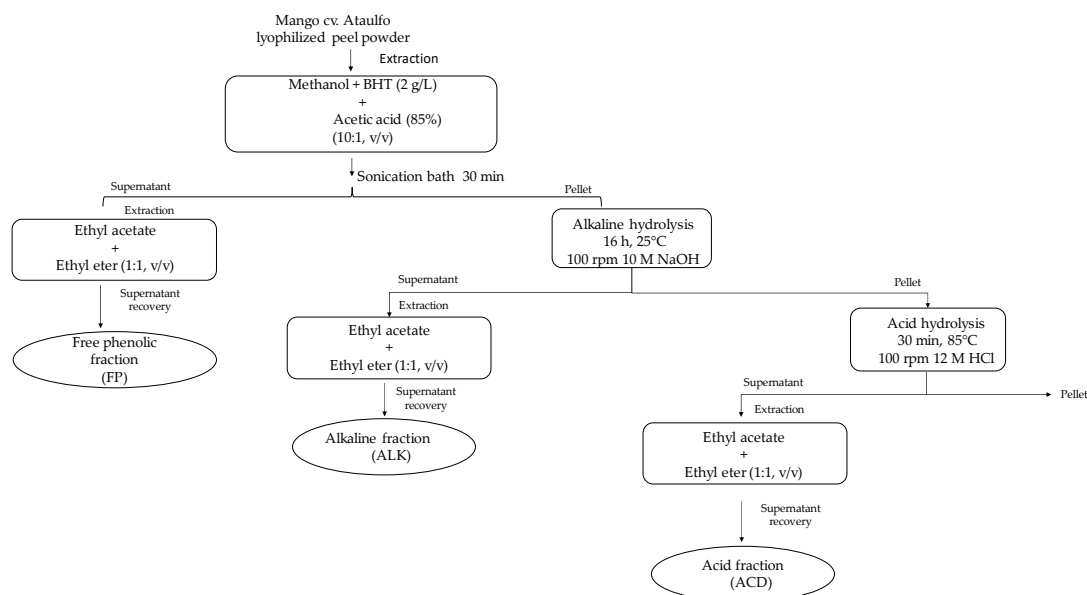 Mango cv. Ataulfo
lyophilized peel powder
Extraction
Methanol + BHT (2 g/L)
+
Acetic acid (85%)
(10:1, v/v)
Sonication bath 30 min
Supernatant
Pellet
Extraction
Ethyl acetate
+
Ethyl eter (1:1, v/v)
Supernatant
recovery
Free phenolic
fraction
(FP)
Alkaline hydrolysis
16 h, 25°C
100 rpm 10 M NaOH
Supernatant
Pellet
Extraction
Ethyl acetate
+
Ethyl eter (1:1, v/v)
Supernatant
recovery
Alkaline fraction
(ALK)
Acid hydrolysis
30 min, 85°C
100 rpm 12 M HCl
Supernatant
Pellet
Extraction
Ethyl acetate
+
Ethyl eter (1:1, v/v)
Supernatant
recovery
Acid fraction
(ACD)